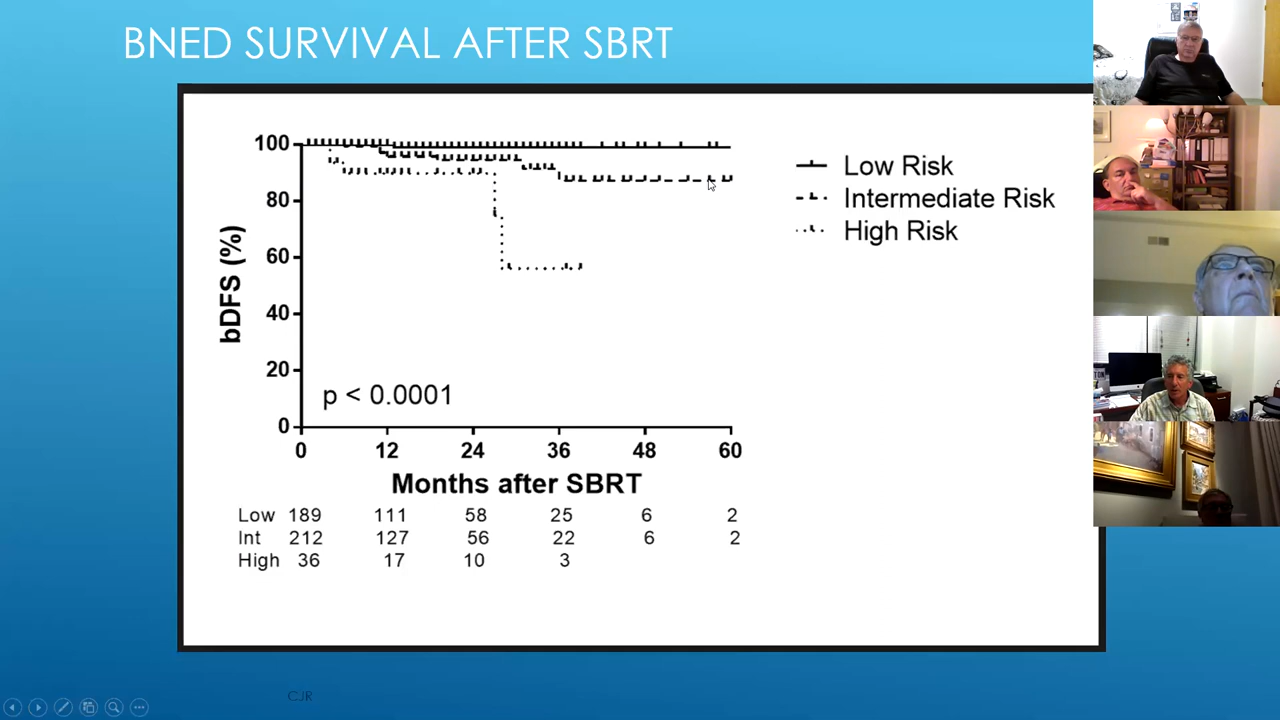 BNED SURVIVAL AFTER SBRT
100
80
60
40
20
0
bDFS (%)
p < 0.0001
0 12 24 36 48 60
Months after SBRT
Low Risk
Intermediate Risk
High Risk
Low 189 111 58 25 6 2
Int 212 127 56 22 6 2
High 36 17 10 3
CJR